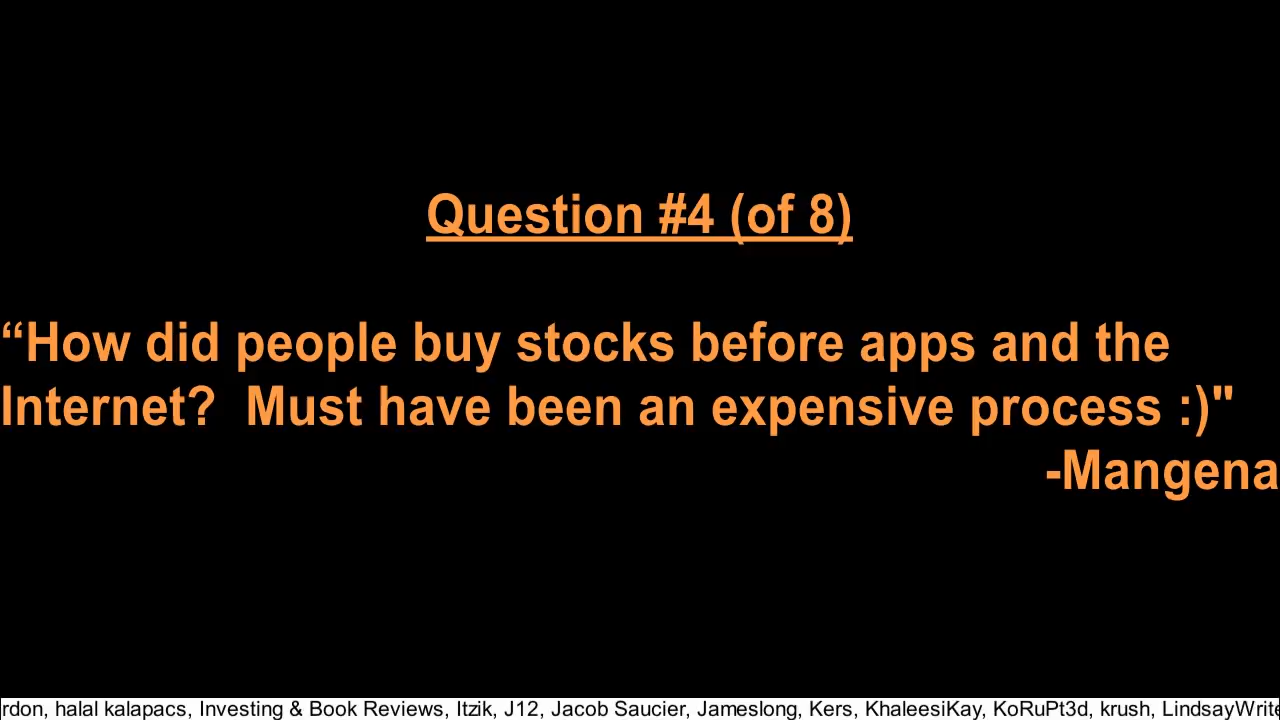 Question #4 (of 8)
“How did people buy stocks before apps and the
Internet?  Must have been an expensive process :)"
-Mangena
rdon, halal kalapacs, Investing & Book Reviews, Itzik, J12, Jacob Saucier, Jameslong, Kers, KhaleesiKay, KoRuPt3d, krush, LindsayWrite